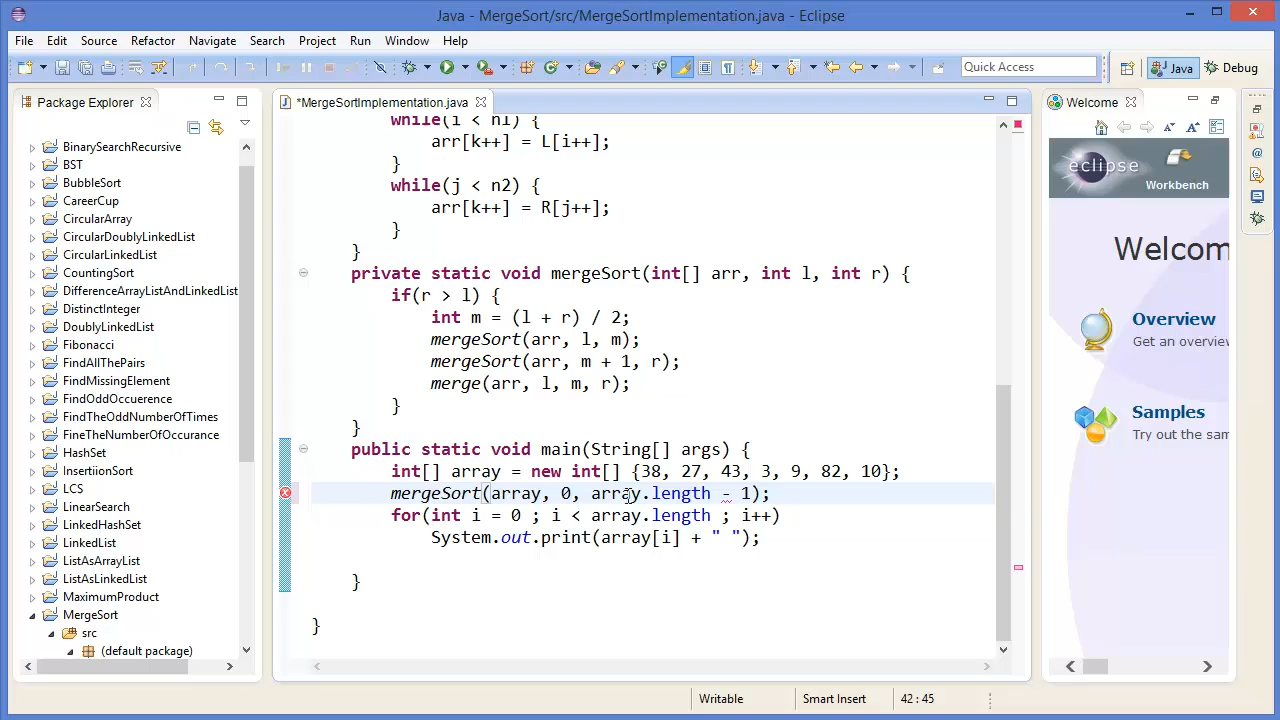 Java - MergeSort/src/MergeSortImplementation.java - Eclipse
File Edit Source Refactor Navigate Search Project Run Window Help
Quick Access
Java
Debug
Package Explorer
BinarySearchRecursive
BST
BubbleSort
CareerCup
CircularArray
CircularDoublyLinkedList
CircularLinkedList
CountingSort
DifferenceArrayListAndLinkedList
DistinctInteger
DoublyLinkedList
Fibonacci
FindAllThePairs
FindMissingElement
FindOddOccuerence
FindTheOddNumberOfTimes
FineTheNumberOfOccurance
HashSet
InsertiionSort
LCS
LinearSearch
LinkedHashSet
LinkedList
ListAsArrayList
ListAsLinkedList
MaximumProduct
MergeSort
src
(default package)
*MergeSortImplementation.java
while(i < n1) {
arr[k++] = L[i++];
}
while(j < n2) {
arr[k++] = R[j++];
}
}
private static void mergeSort(int[] arr, int l, int r) {
if(r > l) {
int m = (l + r) / 2;
mergeSort(arr, l, m);
mergeSort(arr, m + 1, r);
merge(arr, l, m, r);
}
}
public static void main(String[] args) {
int[] array = new int[] {38, 27, 43, 3, 9, 82, 10};
mergeSort(array, 0, array.length - 1);
for(int i = 0 ; i < array.length ; i++)
System.out.print(array[i] + " ");
}
}
Welcome
eclipse
Workbench
Welcom
Overview
Get an overview
Samples
Try out the sam
Writable
Smart Insert
42 : 45